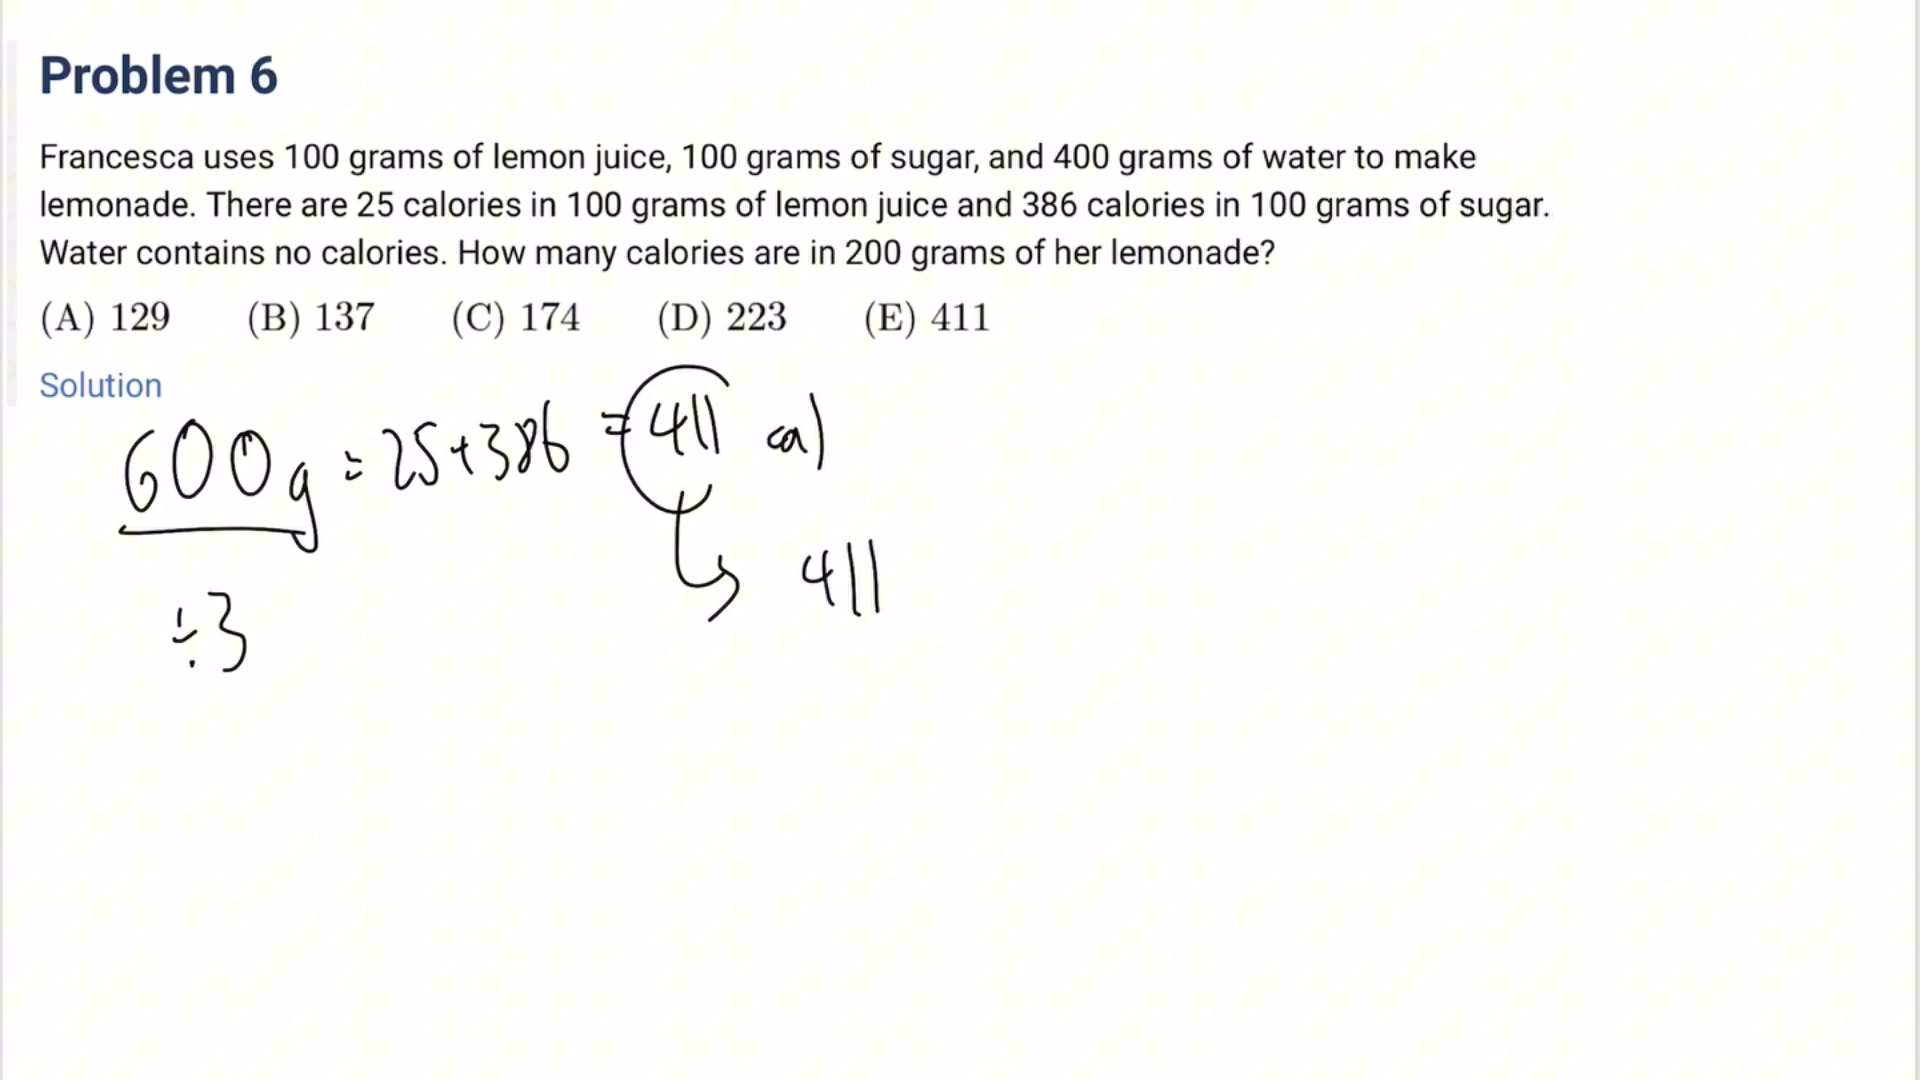 Problem 6
Francesca uses 100 grams of lemon juice, 100 grams of sugar, and 400 grams of water to make
lemonade. There are 25 calories in 100 grams of lemon juice and 386 calories in 100 grams of sugar.
Water contains no calories. How many calories are in 200 grams of her lemonade?
(A) 129 (B) 137 (C) 174 (D) 223 (E) 411
Solution
600g = 25+386 = 411 cal
411
÷3